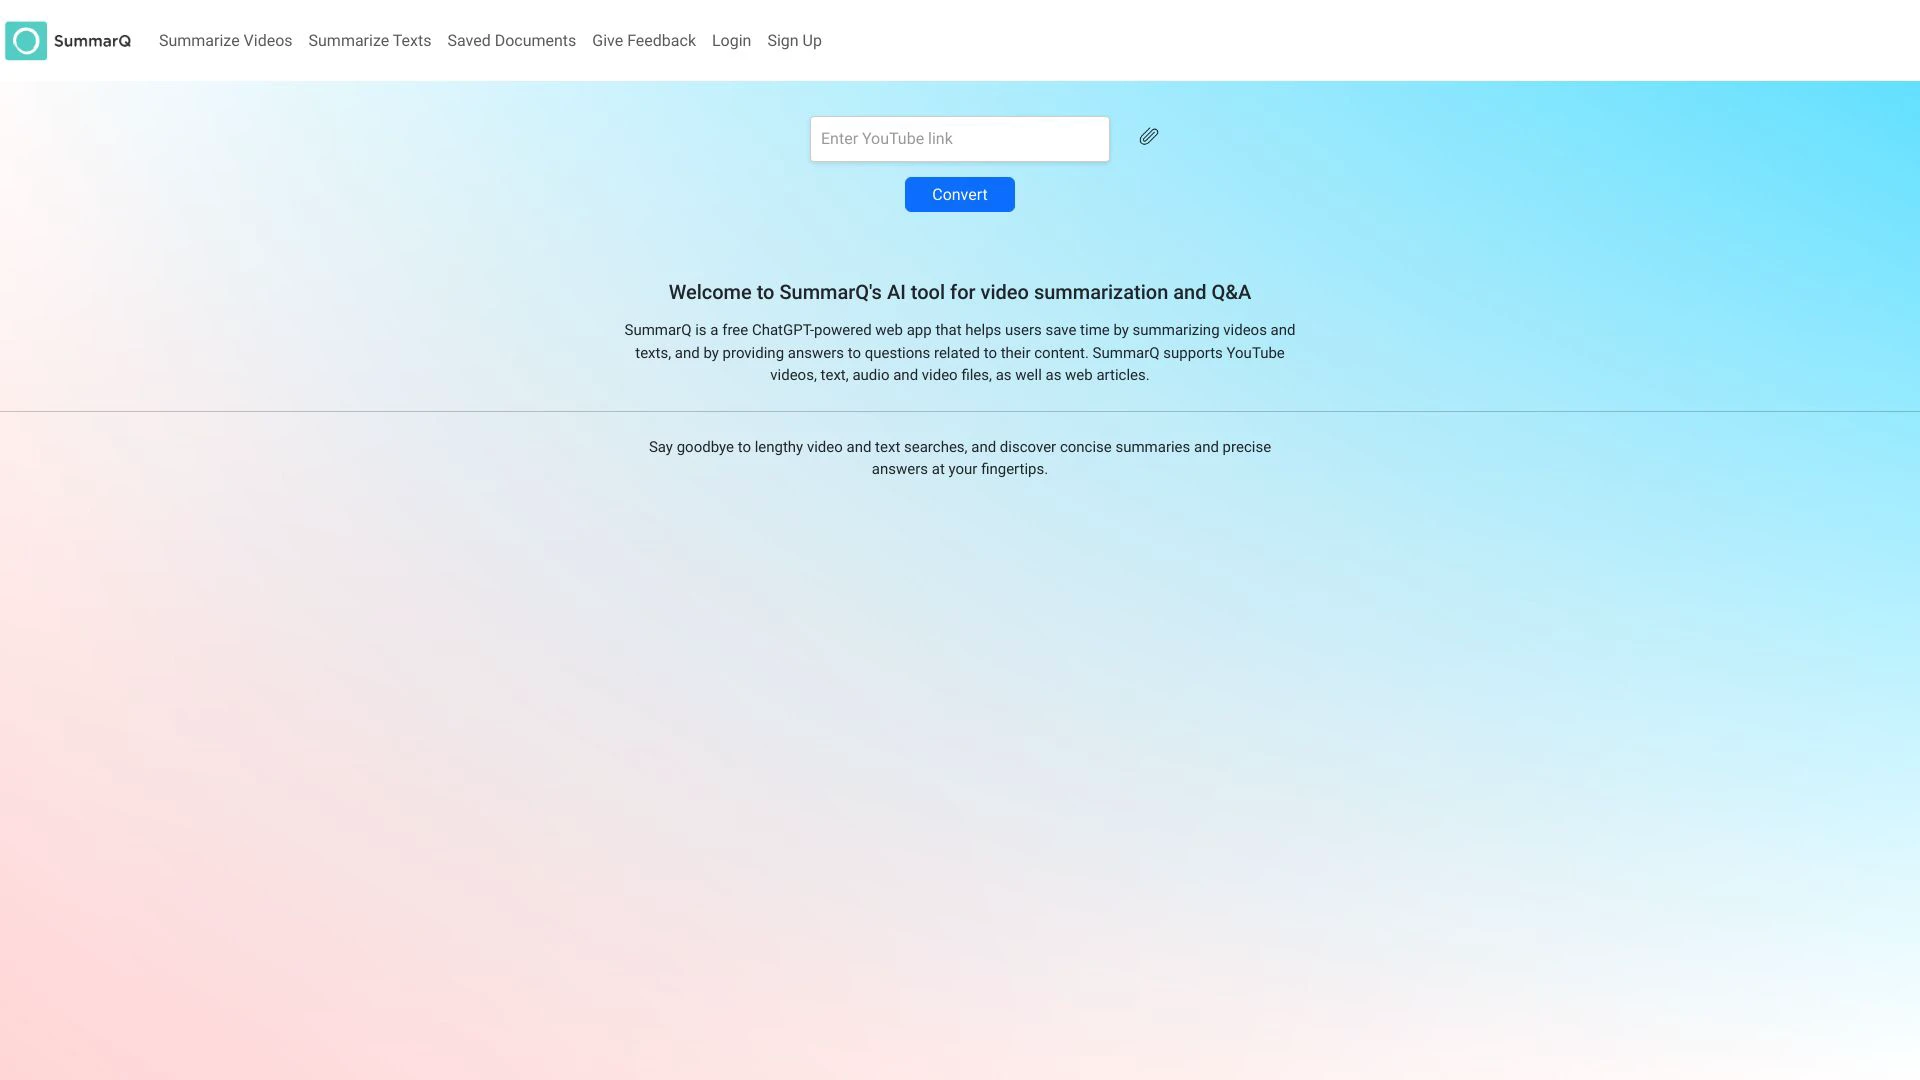 SummarQ Summarize Videos Summarize Texts Saved Documents Give Feedback Login Sign Up
Enter YouTube link
Convert
Welcome to SummarQ's AI tool for video summarization and Q&A
SummarQ is a free ChatGPT-powered web app that helps users save time by summarizing videos and
texts, and by providing answers to questions related to their content. SummarQ supports YouTube
videos, text, audio and video files, as well as web articles.
Say goodbye to lengthy video and text searches, and discover concise summaries and precise
answers at your fingertips.